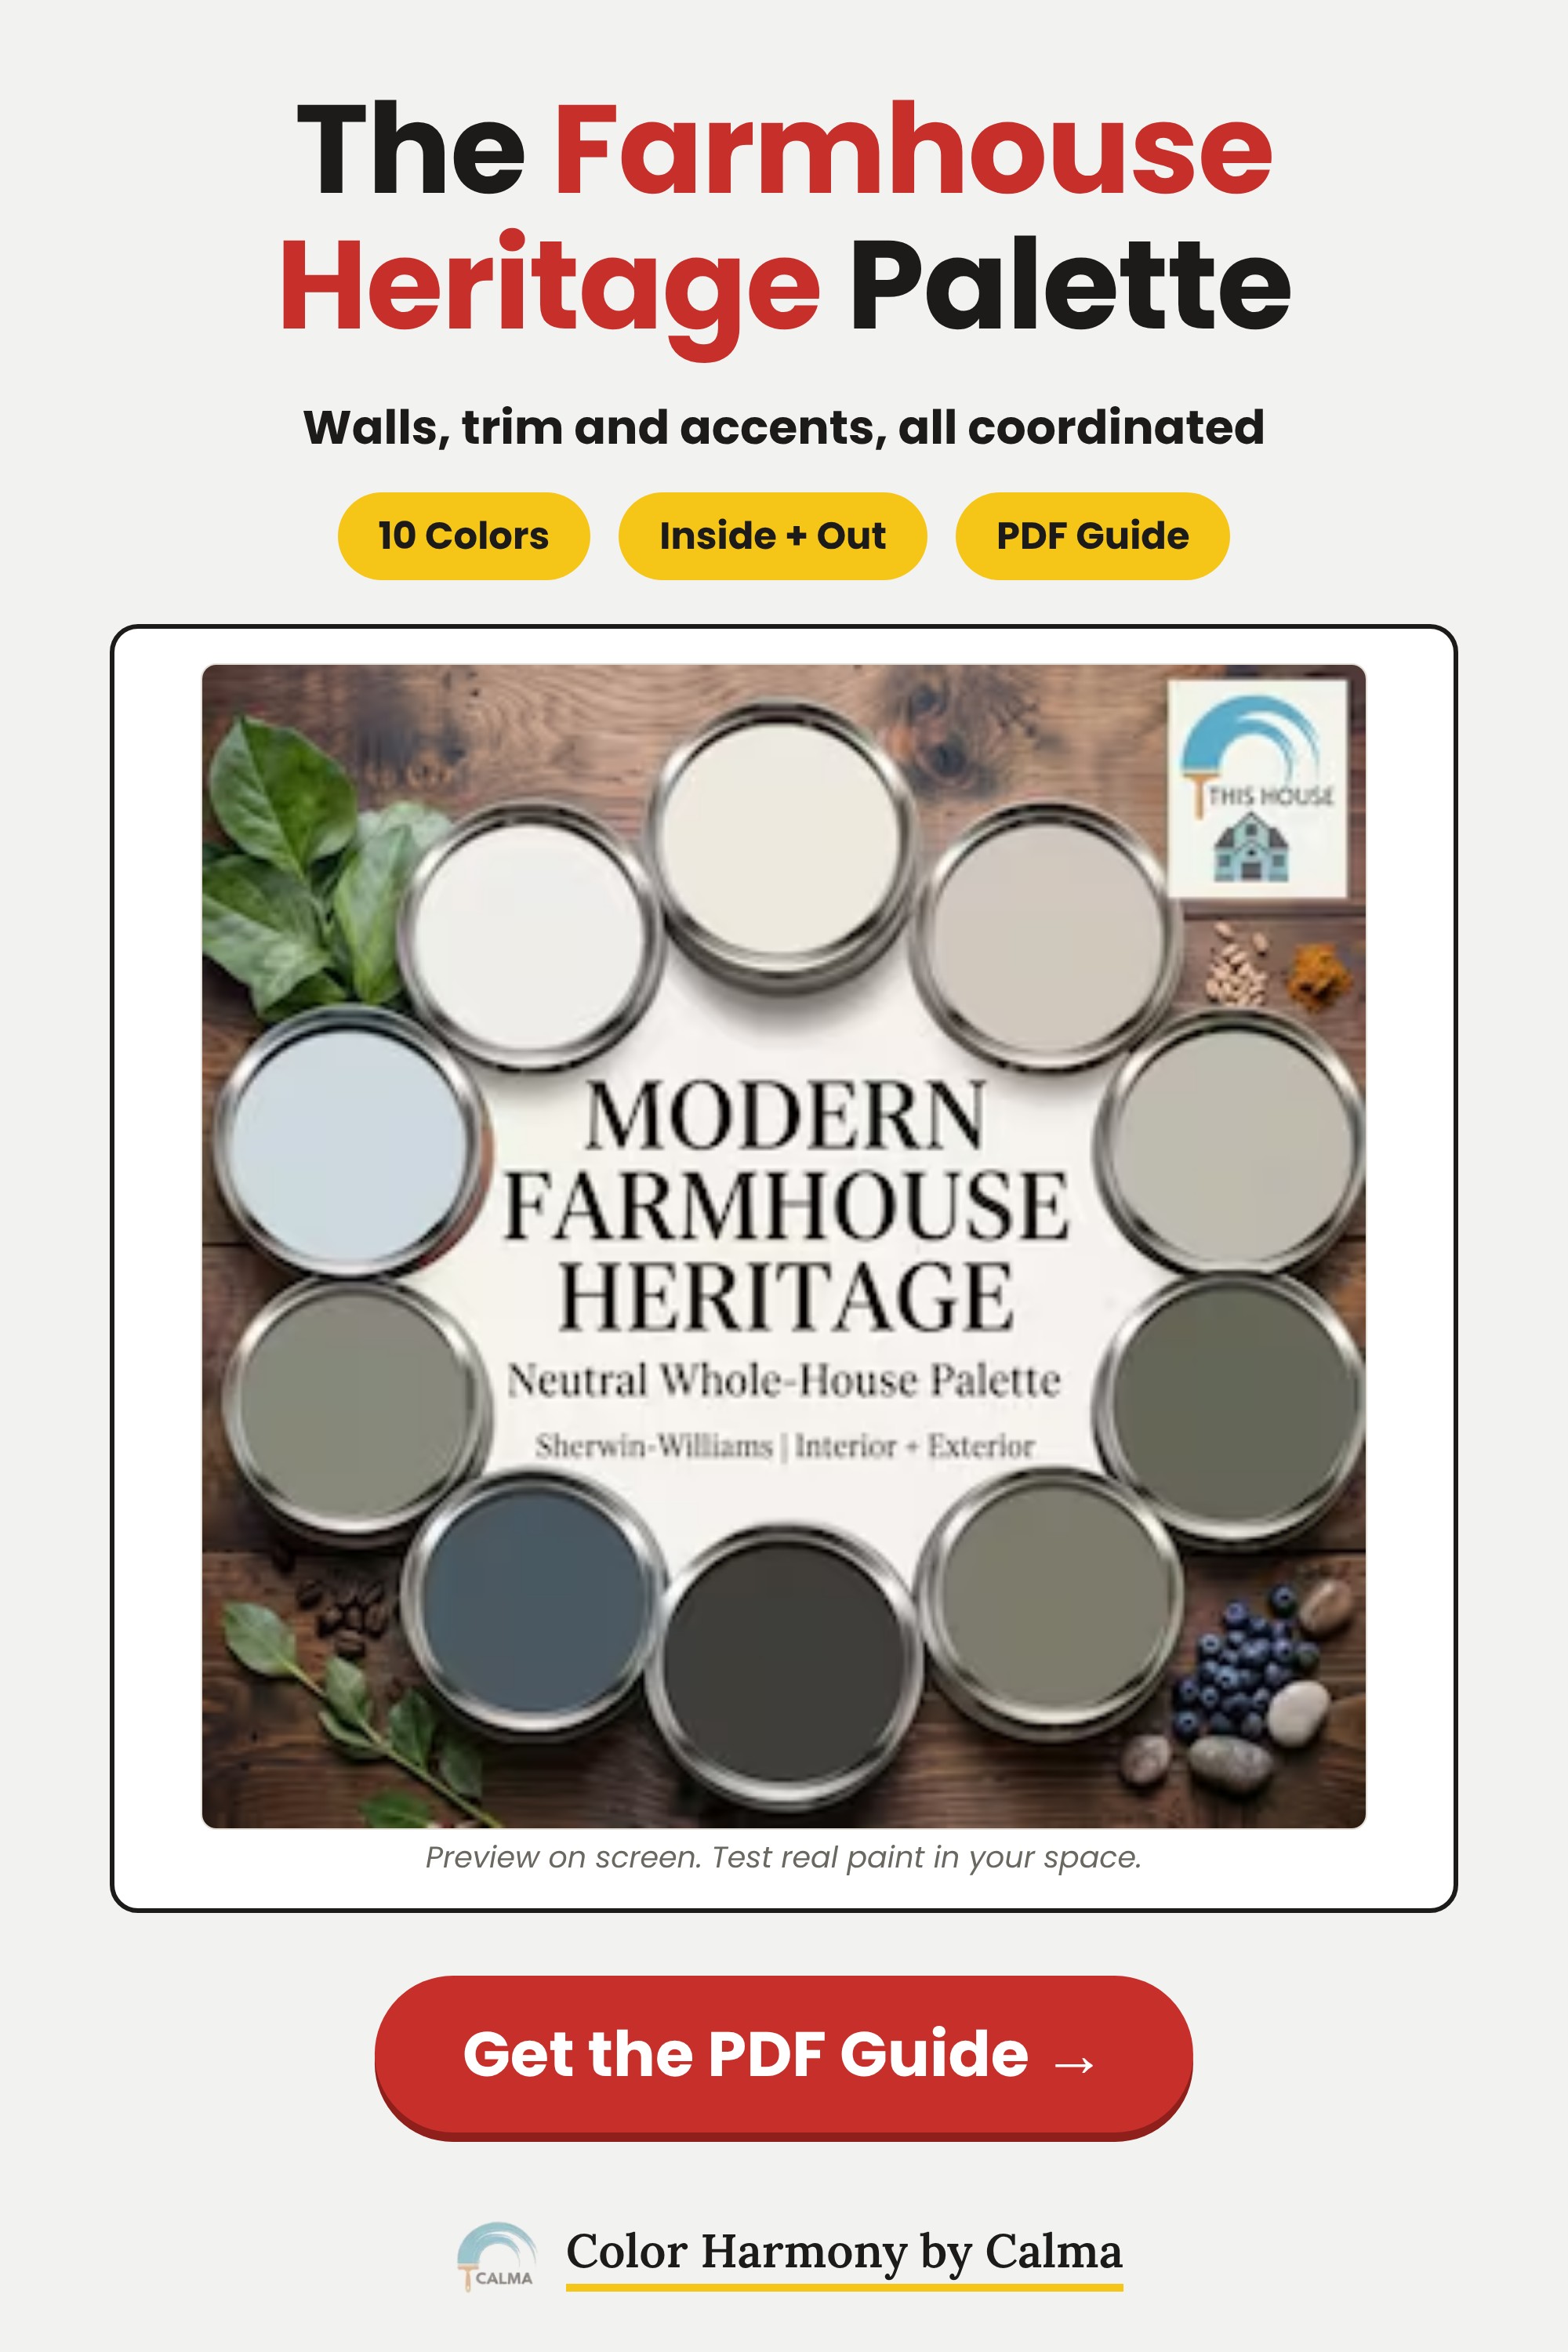 The Farmhouse
Heritage Palette
Walls, trim and accents, all coordinated
10 Colors
Inside + Out
PDF Guide
THIS HOUSE
MODERN
FARMHOUSE
HERITAGE
Neutral Whole-House Palette
Sherwin-Williams | Interior + Exterior
Preview on screen. Test real paint in your space.
Get the PDF Guide →
CALMA
Color Harmony by Calma